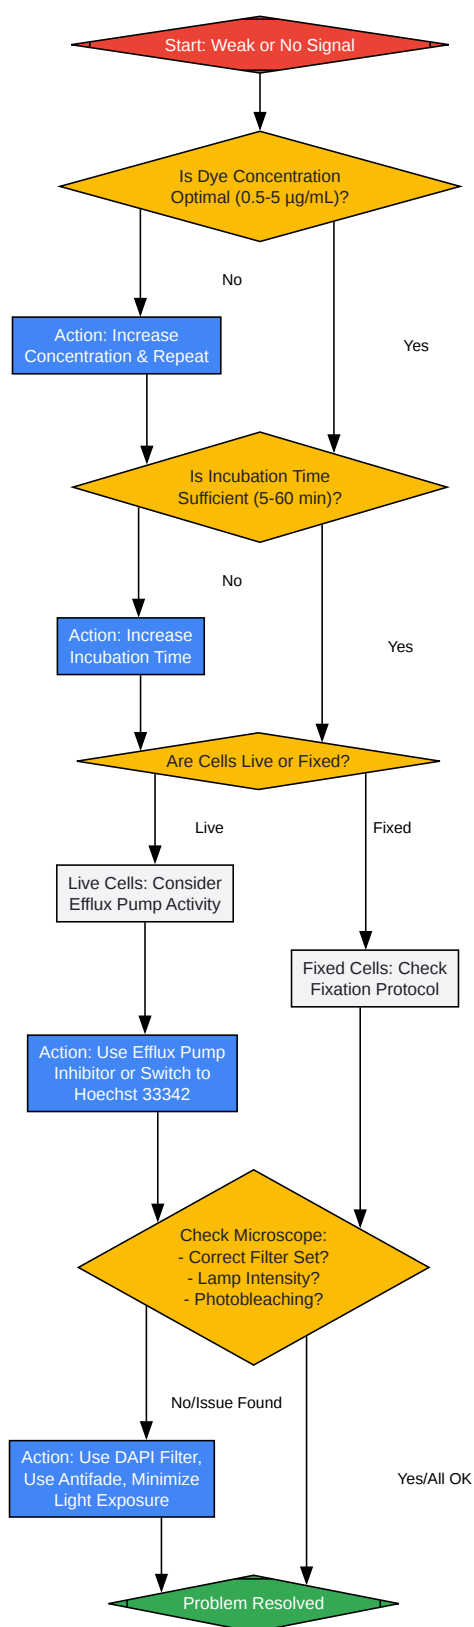 Start: Weak or No Signal
Is Dye Concentration
Optimal (0.5-5 µg/mL)?
No
Action: Increase
Concentration & Repeat
Yes
Is Incubation Time
Sufficient (5-60 min)?
No
Action: Increase
Incubation Time
Yes
Are Cells Live or Fixed?
Live
Fixed
Live Cells: Consider
Efflux Pump Activity
Fixed Cells: Check
Fixation Protocol
Action: Use Efflux Pump
Inhibitor or Switch to
Hoechst 33342
Check Microscope:
- Correct Filter Set?
- Lamp Intensity?
- Photobleaching?
No/Issue Found
Action: Use DAPI Filter,
Use Antifade, Minimize
Light Exposure
Yes/All OK
Problem Resolved